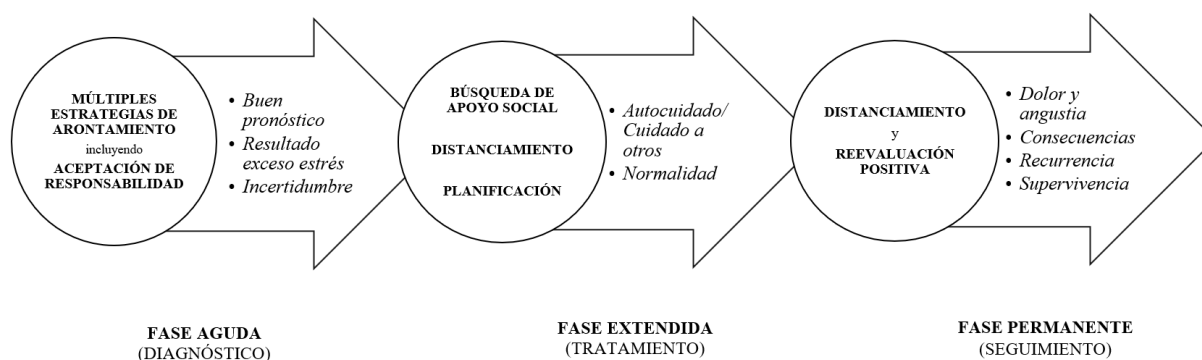 MÚLTIPLES
ESTRATEGIAS DE
ARONTAMIENTO
incluyendo
ACEPTACIÓN DE
RESPONSABILIDAD
• Buen
pronóstico
• Resultado
exceso estrés
• Incertidumbre
BÚSQUEDA DE
APOYO SOCIAL
DISTANCIAMIENTO
PLANIFICACIÓN
• Autocuidado/
Cuidado a
otros
• Normalidad
DISTANCIAMIENTO
y
REEVALUACIÓN
POSITIVA
• Dolor y
angustia
• Consecuencias
• Recurrencia
• Supervivencia
FASE AGUDA
(DIAGNÓSTICO)
FASE EXTENDIDA
(TRATAMIENTO)
FASE PERMANENTE
(SEGUIMIENTO)